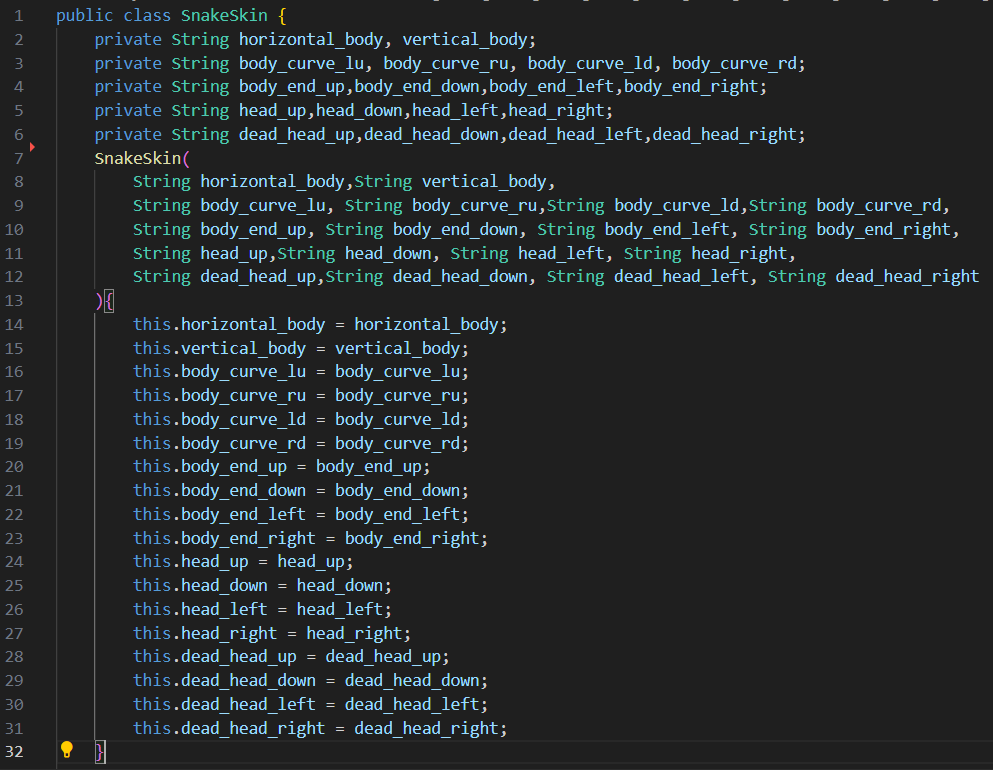 1 public class SnakeSkin {
2 private String horizontal_body, vertical_body;
3 private String body_curve_lu, body_curve_ru, body_curve_ld, body_curve_rd;
4 private String body_end_up,body_end_down,body_end_left,body_end_right;
5 private String head_up,head_down,head_left,head_right;
6 private String dead_head_up,dead_head_down,dead_head_left,dead_head_right;
7 SnakeSkin(
8 String horizontal_body,String vertical_body,
9 String body_curve_lu, String body_curve_ru,String body_curve_ld,String body_curve_rd,
10 String body_end_up, String body_end_down, String body_end_left, String body_end_right,
11 String head_up,String head_down, String head_left, String head_right,
12 String dead_head_up,String dead_head_down, String dead_head_left, String dead_head_right
13 ){
14 this.horizontal_body = horizontal_body;
15 this.vertical_body = vertical_body;
16 this.body_curve_lu = body_curve_lu;
17 this.body_curve_ru = body_curve_ru;
18 this.body_curve_ld = body_curve_ld;
19 this.body_curve_rd = body_curve_rd;
20 this.body_end_up = body_end_up;
21 this.body_end_down = body_end_down;
22 this.body_end_left = body_end_left;
23 this.body_end_right = body_end_right;
24 this.head_up = head_up;
25 this.head_down = head_down;
26 this.head_left = head_left;
27 this.head_right = head_right;
28 this.dead_head_up = dead_head_up;
29 this.dead_head_down = dead_head_down;
30 this.dead_head_left = dead_head_left;
31 this.dead_head_right = dead_head_right;
32 }